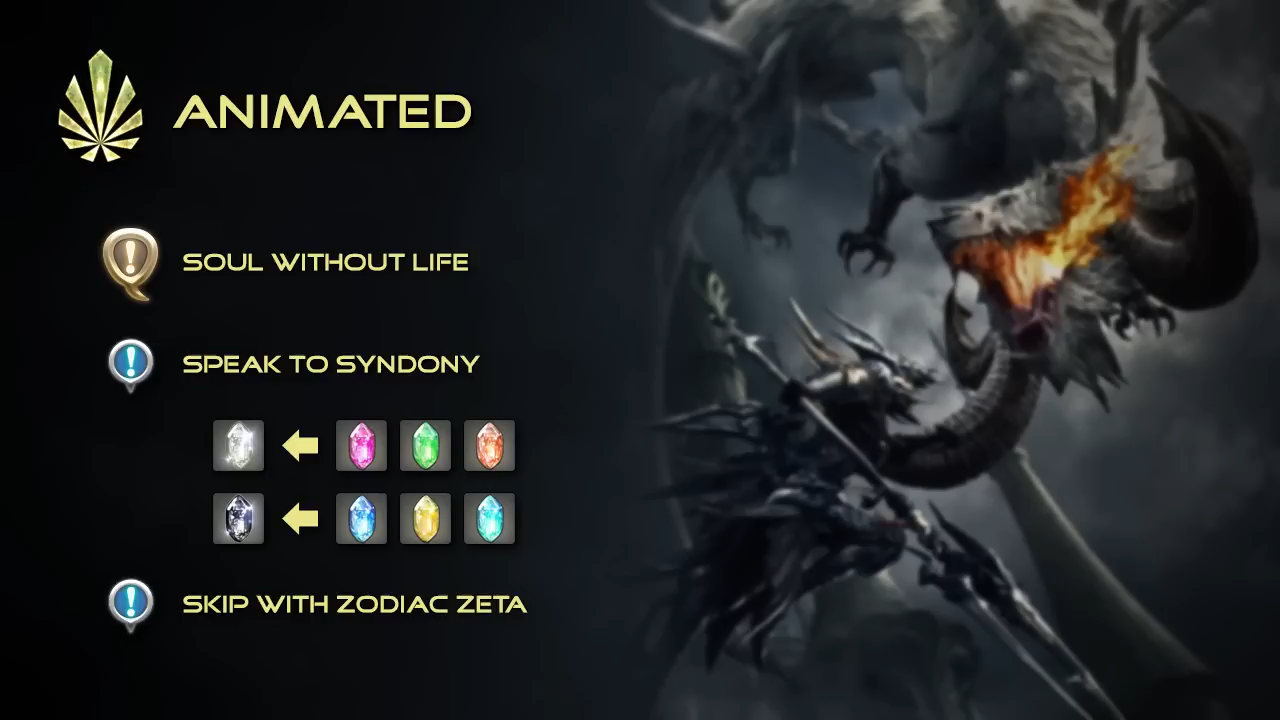 ANIMATED
SOUL WITHOUT LIFE
SPEAK TO SYNDONY
SKIP WITH ZODIAC ZETA